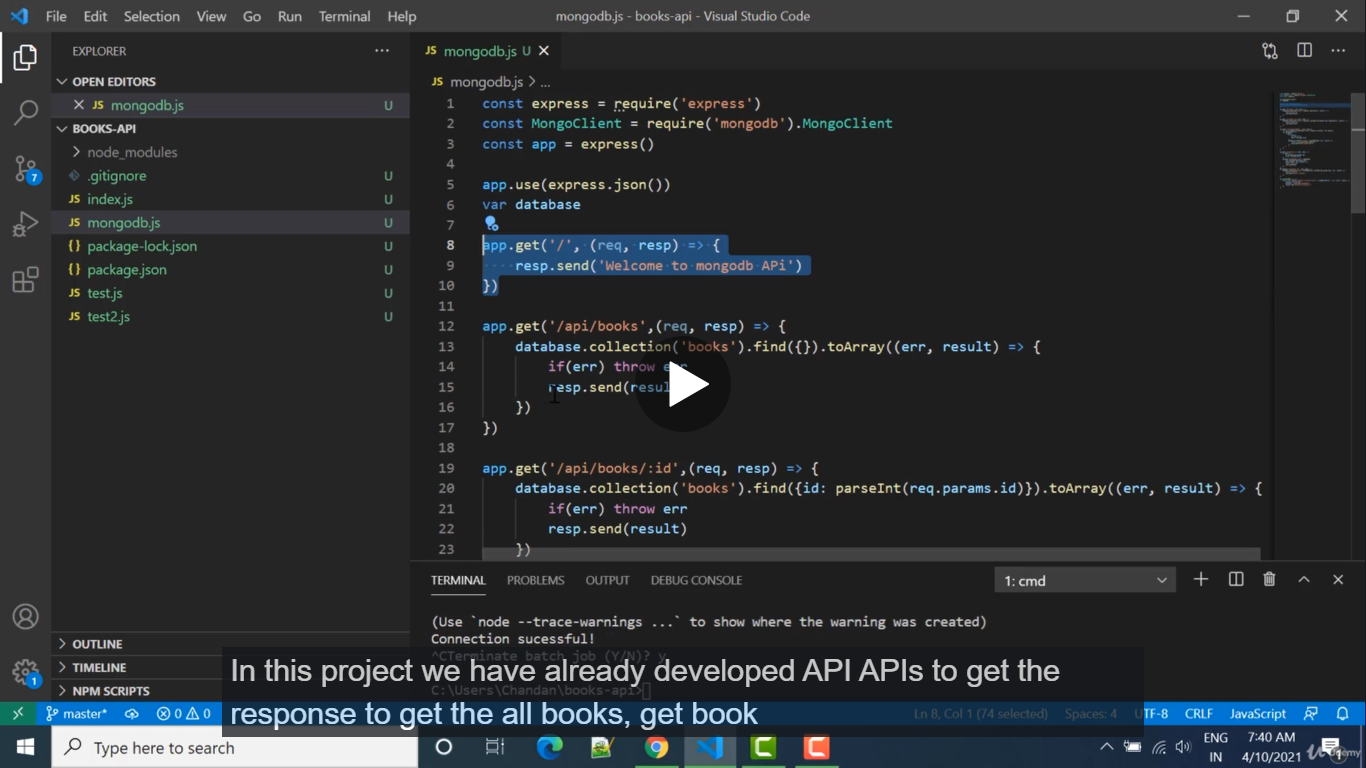 File Edit Selection View Go Run Terminal Help mongodb.js - books-api - Visual Studio Code
EXPLORER
OPEN EDITORS
JS mongodb.js U
BOOKS-API
node_modules
.gitignore U
JS index.js U
JS mongodb.js U
{} package-lock.json U
{} package.json U
JS test.js U
JS test2.js U
OUTLINE
TIMELINE
NPM SCRIPTS
7
1
JS mongodb.js U
JS mongodb.js > ...
1 const express = require('express')
2 const MongoClient = require('mongodb').MongoClient
3 const app = express()
4
5 app.use(express.json())
6 var database
7
8 app.get('/', (req, resp) => {
9 ····resp.send('Welcome·to·mongodb·APi')
10 })
11
12 app.get('/api/books',(req, resp) => {
13 database.collection('books').find({}).toArray((err, result) => {
14 if(err) throw err
15 resp.send(resul
16 })
17 })
18
19 app.get('/api/books/:id',(req, resp) => {
20 database.collection('books').find({id: parseInt(req.params.id)}).toArray((err, result) => {
21 if(err) throw err
22 resp.send(result)
23 })
TERMINAL PROBLEMS OUTPUT DEBUG CONSOLE 1: cmd
(Use `node --trace-warnings ...` to show where the warning was created)
Connection sucessful!
^CTerminate batch job (Y/N)? y
C:\Users\Chandan\books-api>
In this project we have already developed API APIs to get the
response to get the all books, get book
master* 0 0 Ln 8, Col 1 (74 selected) Spaces: 4 UTF-8 CRLF JavaScript
Type here to search
ENG
IN
7:40 AM
4/10/2021
1
Udemy